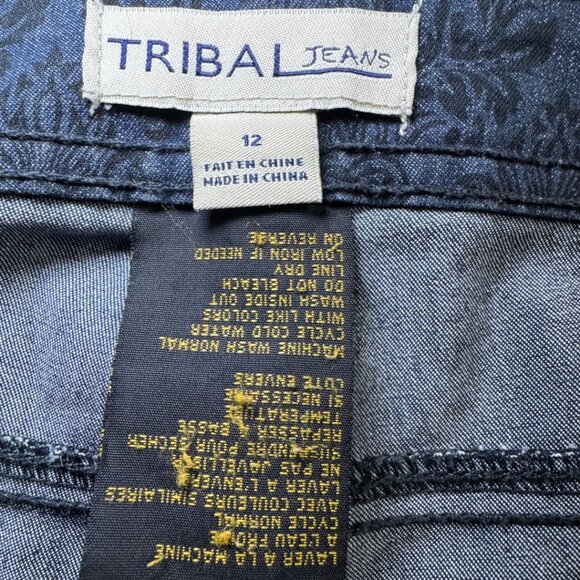 TRIBAL JEANS
12
FAIT EN CHINE
MADE IN CHINA
LAVER A LA MACHINE
A L'EAU FROIDE
CYCLE NORMAL
AVEC COULEURS SIMILAIRES
LAVER A L'ENVERS
NE PAS JAVELLISER
SUSPENDRE POUR SECHER
REPASSER BASSE
TEMPERATURE
SI NECESSAIRE
COTE ENVERS
MACHINE WASH NORMAL
CYCLE COLD WATER
WITH LIKE COLORS
WASH INSIDE OUT
DO NOT BLEACH
LINE DRY
LOW IRON IF NEEDED
ON REVERSE